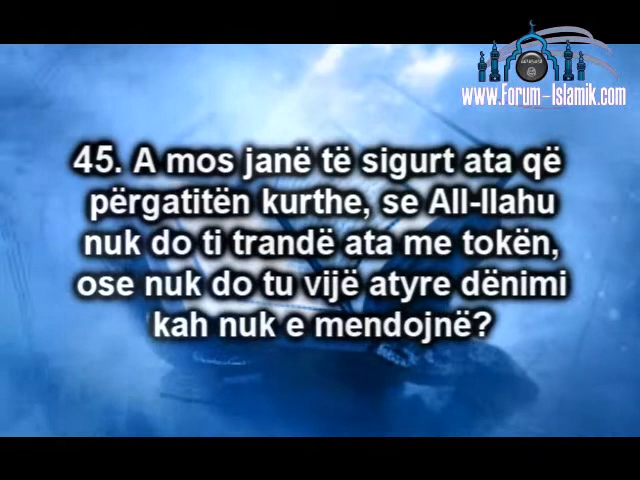 www.Forum-Islamik.com
45. A mos janë të sigurt ata që
përgatitën kurthe, se All-llahu
nuk do ti trandë ata me tokën,
ose nuk do tu vijë atyre dënimi
kah nuk e mendojnë?